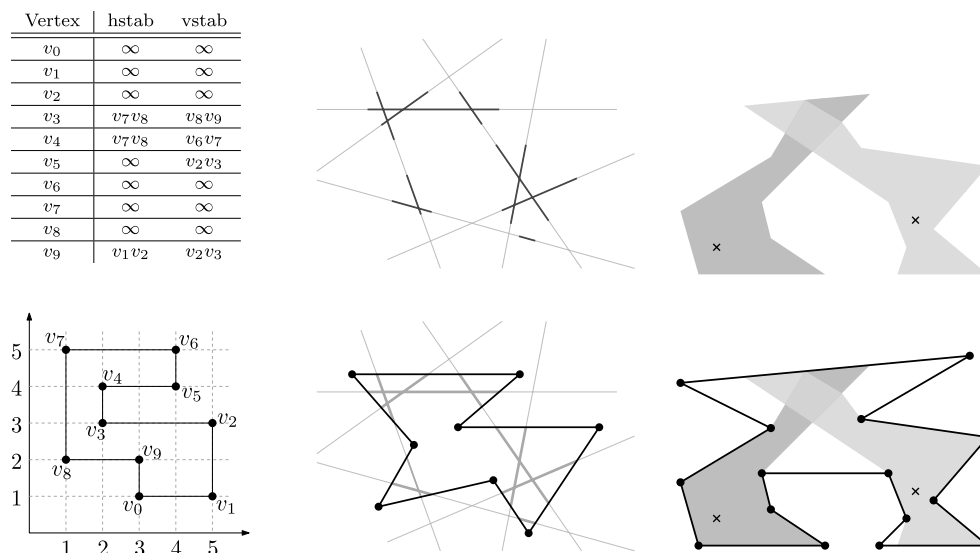 Vertex hstab vstab
v₀ ∞ ∞
v₁ ∞ ∞
v₂ ∞ ∞
v₃ v₇v₈ v₈v₉
v₄ v₇v₈ v₆v₇
v₅ ∞ v₂v₃
v₆ ∞ ∞
v₇ ∞ ∞
v₈ ∞ ∞
v₉ v₁v₂ v₂v₃
v₇ v₆
5
v₄
4 v₅
3 v₃ v₂
v₉
2 v₈
1 v₀ v₁
1 2 3 4 5